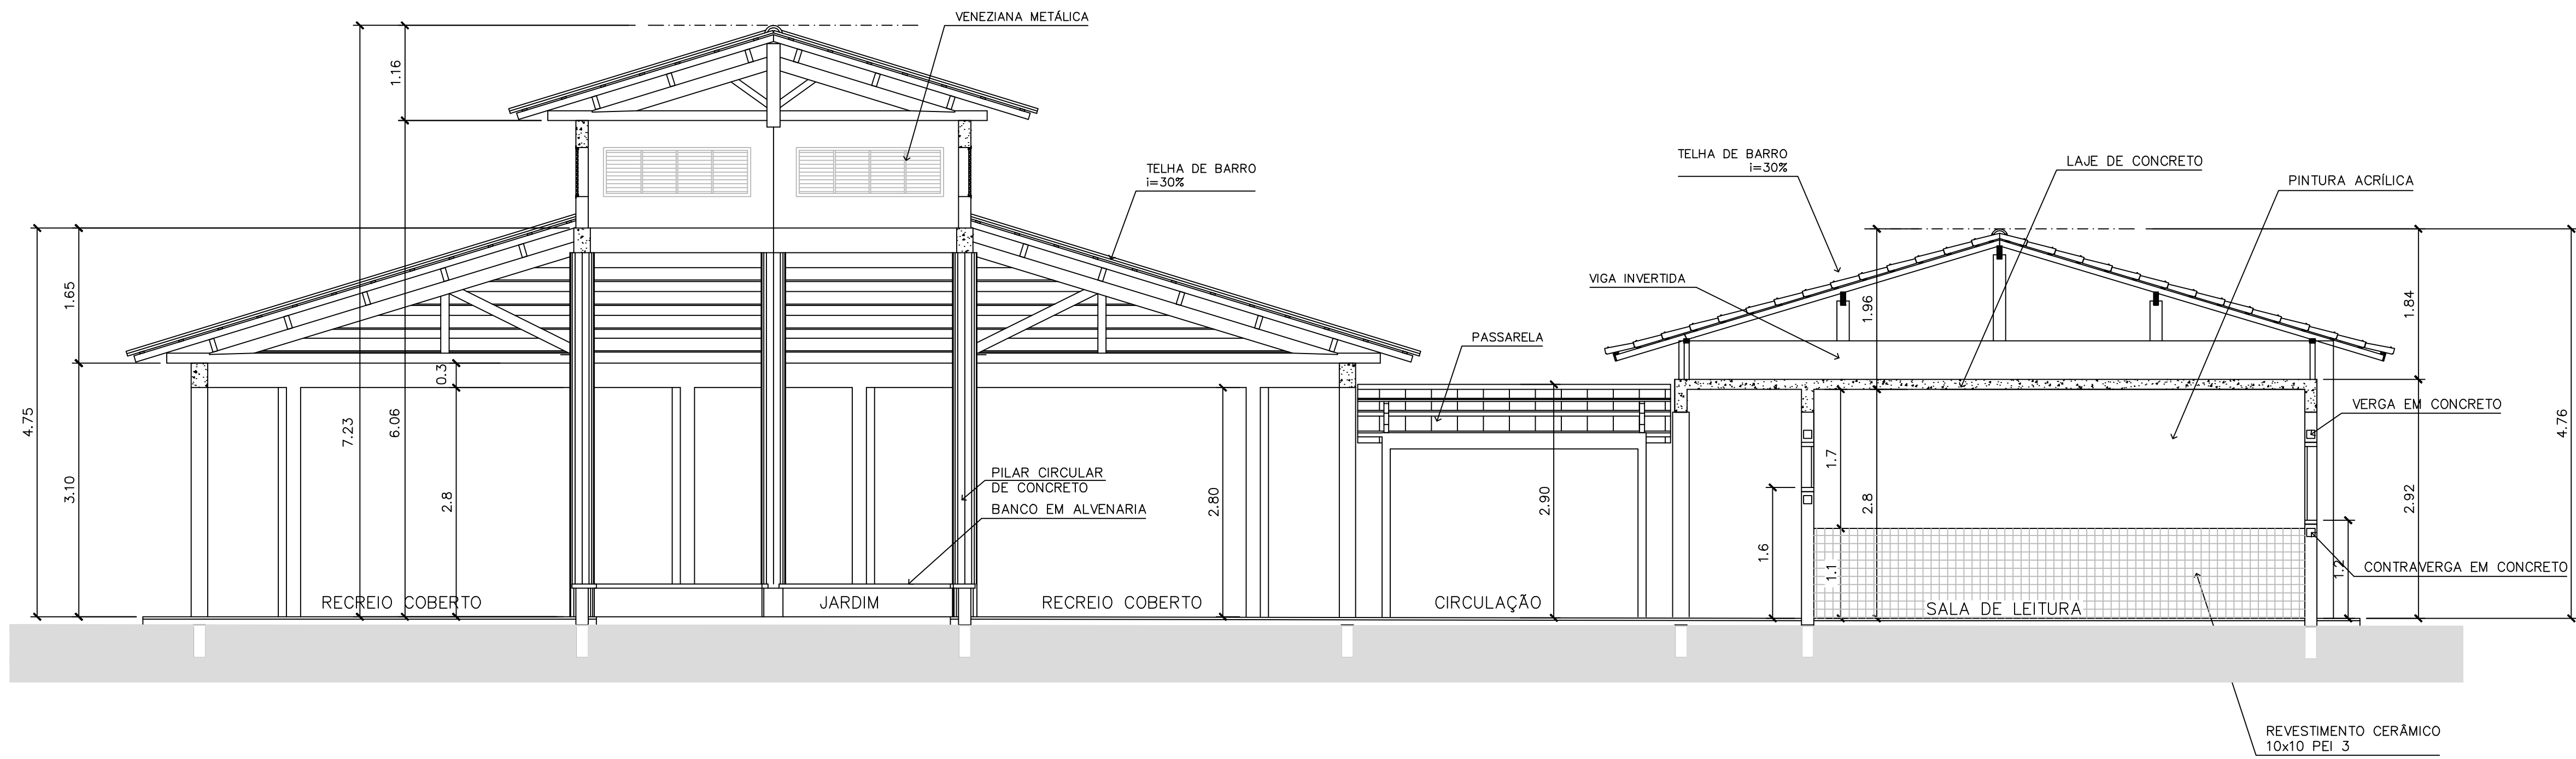 VENEZIANA METÁLICA
1.16
TELHA DE BARRO
i=30%
TELHA DE BARRO
i=30%
LAJE DE CONCRETO
PINTURA ACRÍLICA
VIGA INVERTIDA
1.65
1.96
1.84
PASSARELA
0.3
4.75
7.23
6.06
VERGA EM CONCRETO
4.76
1.7
PILAR CIRCULAR
DE CONCRETO
BANCO EM ALVENARIA
3.10
2.8
2.80
2.90
2.8
2.92
1.6
1.1
1.2
CONTRAVERGA EM CONCRETO
RECREIO COBERTO
JARDIM
RECREIO COBERTO
CIRCULAÇÃO
SALA DE LEITURA
REVESTIMENTO CERÂMICO
10x10 PEI 3